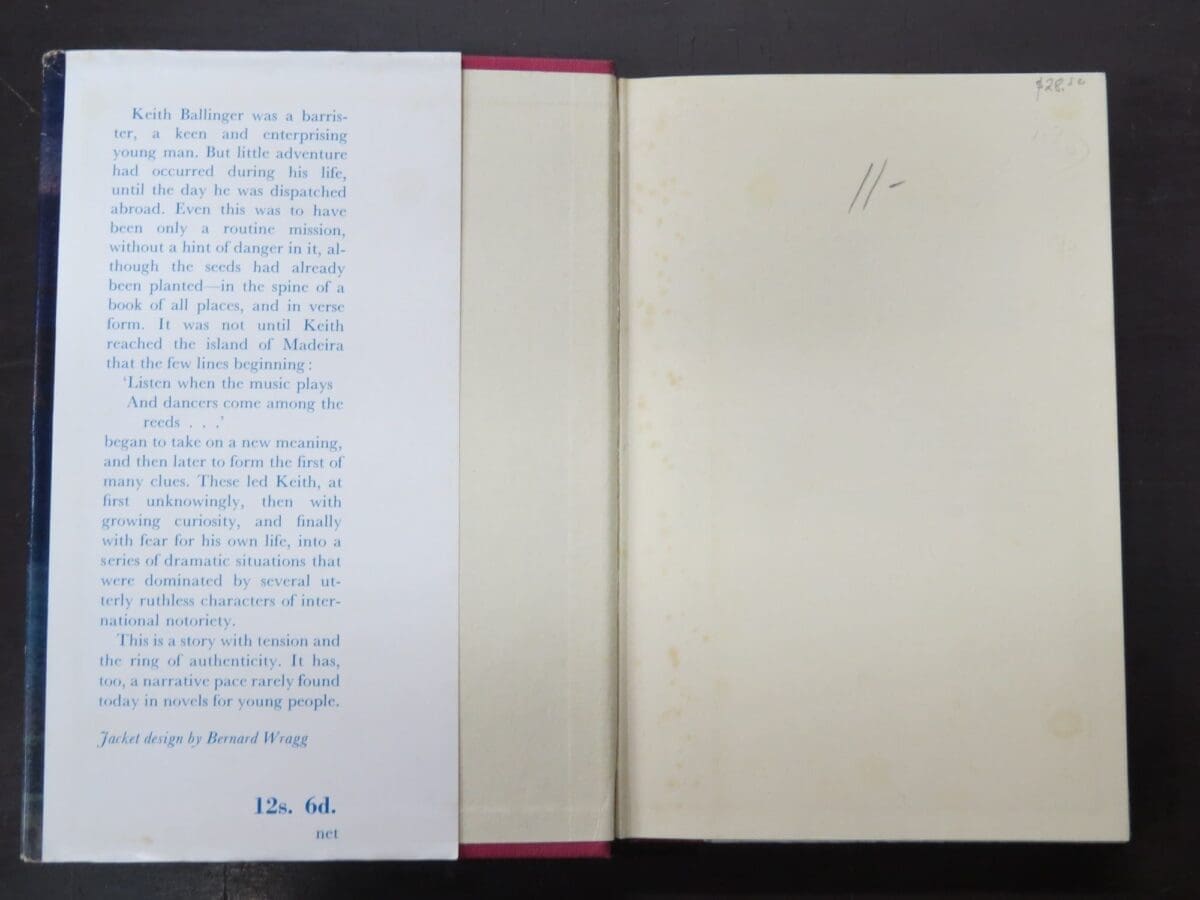 Keith Ballinger was a barris-
ter, a keen and enterprising
young man. But little adventure
had occurred during his life,
until the day he was dispatched
abroad. Even this was to have
been only a routine mission,
without a hint of danger in it, al-
though the seeds had already
been planted—in the spine of a
book of all places, and in verse
form. It was not until Keith
reached the island of Madeira
that the few lines beginning:
'Listen when the music plays
And dancers come among the
reeds . . .'
began to take on a new meaning,
and then later to form the first of
many clues. These led Keith, at
first unknowingly, then with
growing curiosity, and finally
with fear for his own life, into a
series of dramatic situations that
were dominated by several ut-
terly ruthless characters of inter-
national notoriety.
This is a story with tension and
the ring of authenticity. It has,
too, a narrative pace rarely found
today in novels for young people.
Jacket design by Bernard Wragg
12s. 6d.
net
$28.50
11-